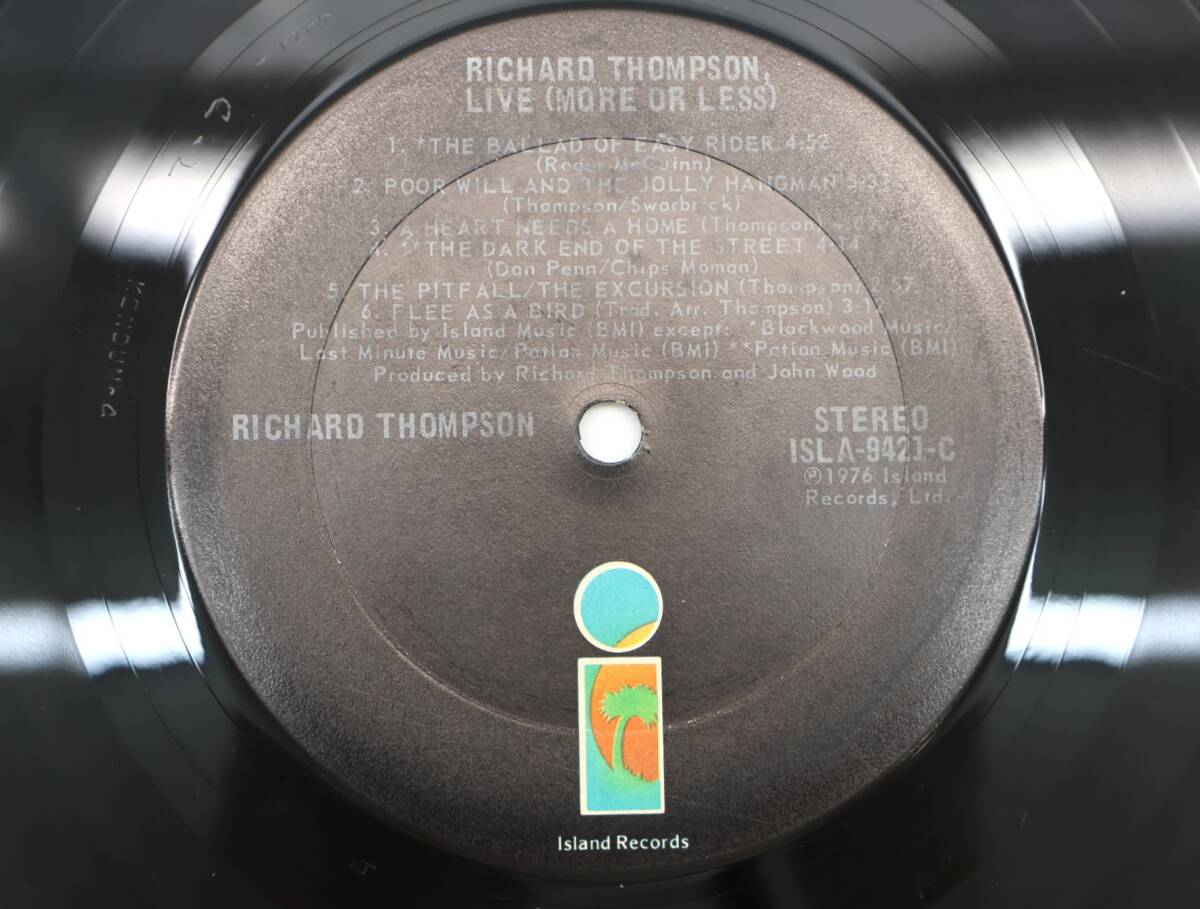 RICHARD THOMPSON,
LIVE (MORE OR LESS)
1. *THE BALLAD OF EASY RIDER 4:52
(Roger McGuinn)
2. POOR WILL AND THE JOLLY HANGMAN
(Thompson/Swarbrick)
3. A HEART NEEDS A HOME (Thompson)
4. **THE DARK END OF THE STREET 4:14
(Dan Penn/Chips Moman)
5. THE PITFALL/THE EXCURSION (Thompson)
6. FLEE AS A BIRD (Trad. Arr. Thompson)
Published by Island Music (BMI) except: *Blackwood Music/
Last Minute Music/Patian Music (BMI) **Patian Music (BMI)
Produced by Richard Thompson and John Wood
RICHARD THOMPSON
STEREO
ISLA-9421-C
Ⓟ1976 Island
Records, Ltd.
Island Records